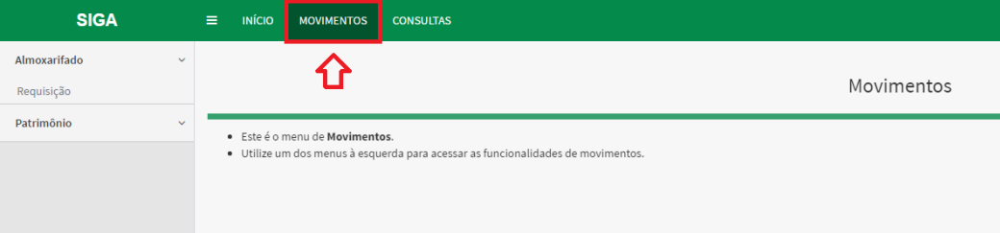 SIGA
INÍCIO
MOVIMENTOS
CONSULTAS
Almoxarifado
Requisição
Patrimônio
Movimentos
Este é o menu de Movimentos.
Utilize um dos menus à esquerda para acessar as funcionalidades de movimentos.